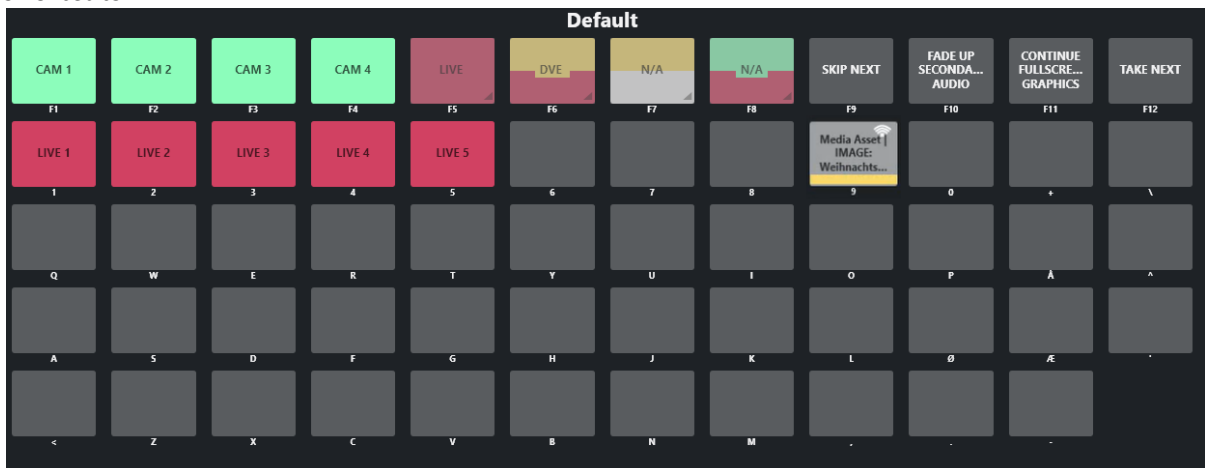 Default
CAM 1
CAM 2
CAM 3
CAM 4
LIVE
DVE
N/A
N/A
SKIP NEXT
FADE UP
SECONDA...
AUDIO
CONTINUE
FULLSCRE...
GRAPHICS
TAKE NEXT
F1 F2 F3 F4 F5 F6 F7 F8 F9 F10 F11 F12
LIVE 1
LIVE 2
LIVE 3
LIVE 4
LIVE 5
Media Asset |
IMAGE:
Weihnachts...
1 2 3 4 5 6 7 8 9 0 + \
Q W E R T Y U I O P Å ^
A S D F G H J K L Ø Æ '
< Z X C V B N M , . -